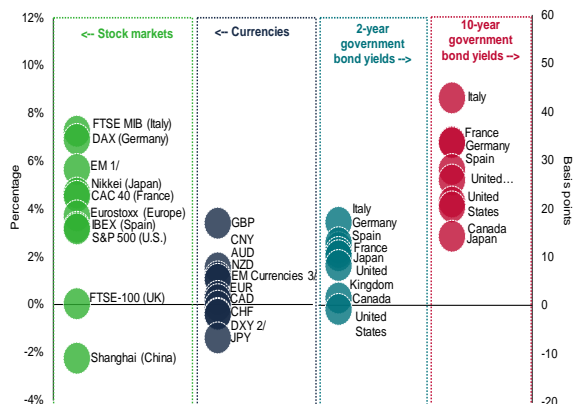 12%
10%
8%
6%
4%
2%
0%
-2%
-4%
Percentage
<-- Stock markets
FTSE MIB (Italy)
DAX (Germany)
EM 1/
Nikkei (Japan)
CAC 40 (France)
Eurostoxx (Europe)
IBEX (Spain)
S&P 500 (U.S.)
FTSE-100 (UK)
Shanghai (China)
<-- Currencies
GBP
CNY
AUD
NZD
EM Currencies 3/
EUR
CAD
CHF
DXY 2/
JPY
2-year
government
bond yields -->
Italy
Germany
Spain
France
Japan
United
Kingdom
Canada
United
States
10-year
government
bond yields -->
Italy
France
Germany
Spain
United...
United
States
Canada
Japan
60
50
40
30
20
10
0
-10
-20
Basis points